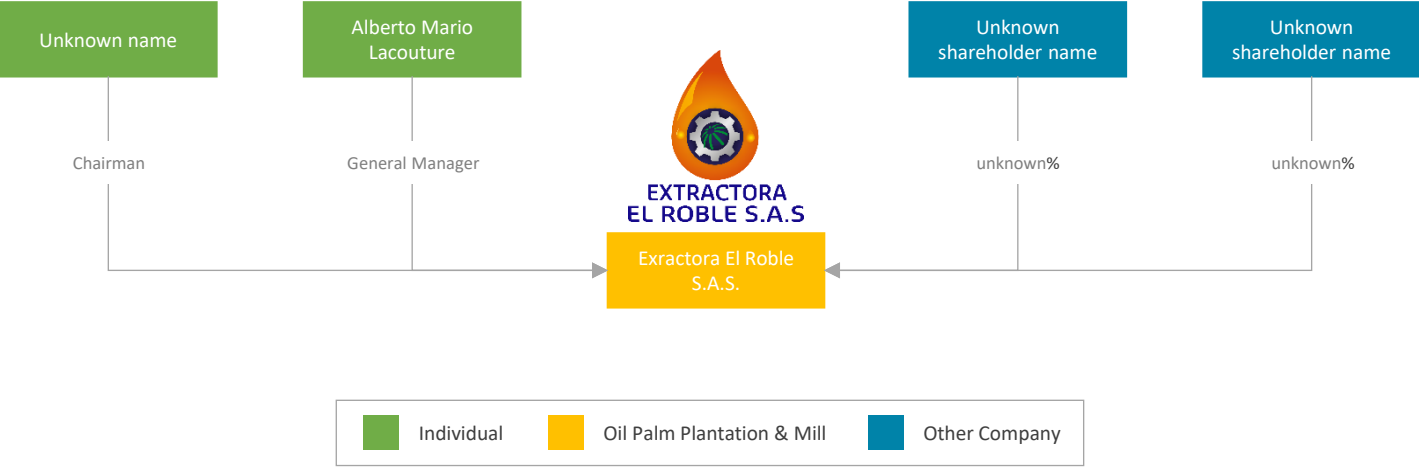 Unknown name
Alberto Mario
Lacouture
Unknown
shareholder name
Unknown
shareholder name
Chairman
General Manager
unknown%
unknown%
EXTRACTORA
EL ROBLE S.A.S
Exractora El Roble
S.A.S.
Individual
Oil Palm Plantation & Mill
Other Company